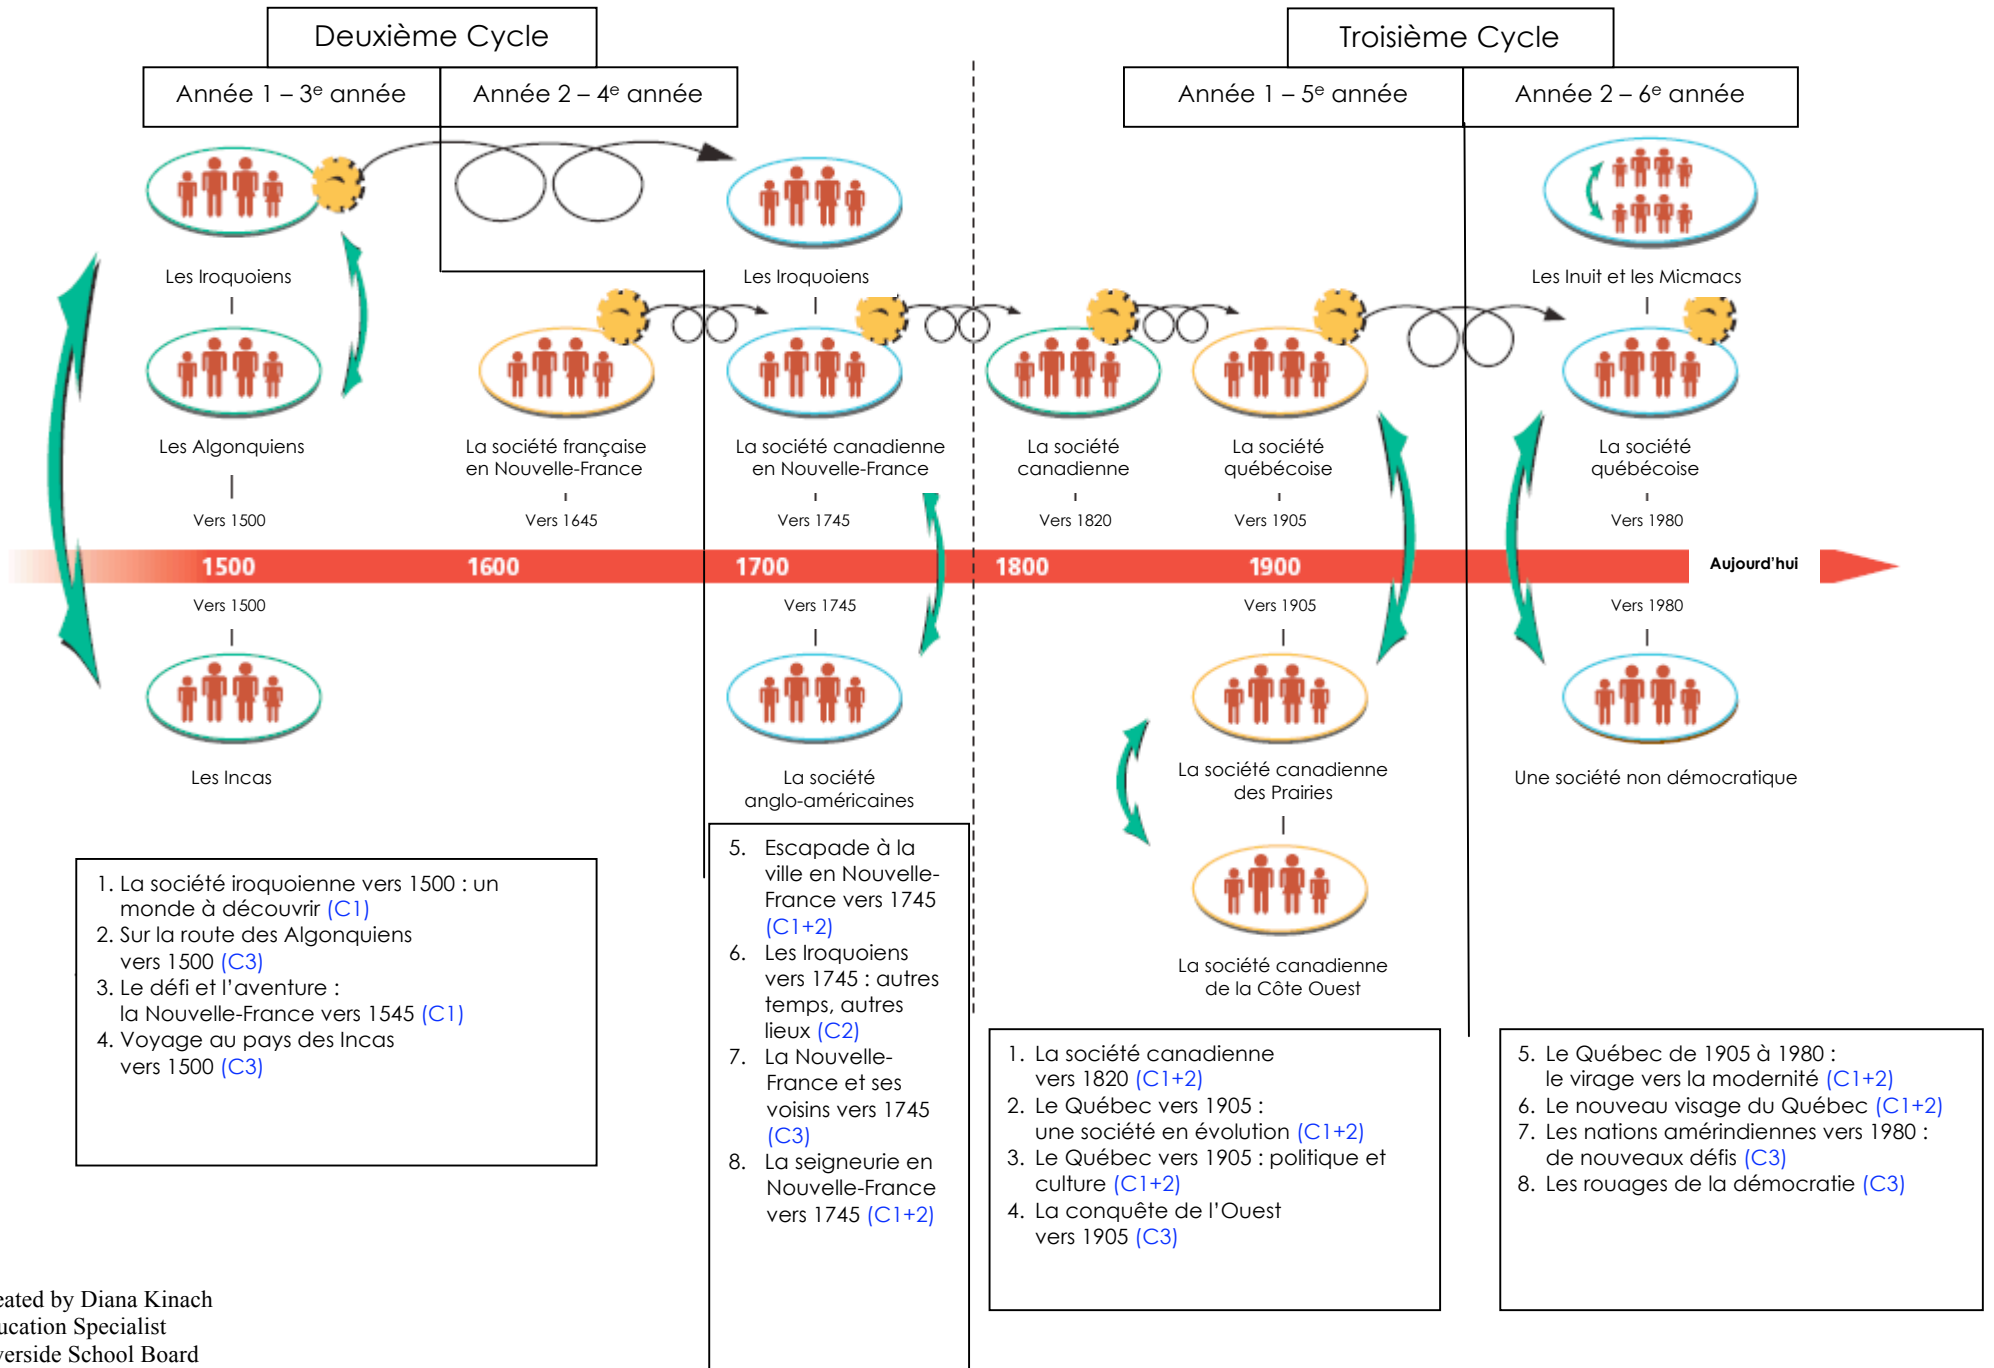 Deuxième Cycle
Troisième Cycle
Année 1 – 3e année
Année 2 – 4e année
Année 1 – 5e année
Année 2 – 6e année
Les Iroquoiens
Les Iroquoiens
Les Inuit et les Micmacs
Les Algonquiens
La société française
en Nouvelle-France
La société canadienne
en Nouvelle-France
La société
canadienne
La société
québécoise
La société
québécoise
Vers 1500
Vers 1645
Vers 1745
Vers 1820
Vers 1905
Vers 1980
1500
1600
1700
1800
1900
Aujourd'hui
Vers 1500
Vers 1745
Vers 1905
Vers 1980
Les Incas
La société
anglo-américaines
La société canadienne
des Prairies
Une société non démocratique
La société canadienne
de la Côte Ouest
1. La société iroquoienne vers 1500 : un
monde à découvrir (C1)
2. Sur la route des Algonquiens
vers 1500 (C3)
3. Le défi et l'aventure :
la Nouvelle-France vers 1545 (C1)
4. Voyage au pays des Incas
vers 1500 (C3)
5. Escapade à la
ville en Nouvelle-
France vers 1745
(C1+2)
6. Les Iroquoiens
vers 1745 : autres
temps, autres
lieux (C2)
7. La Nouvelle-
France et ses
voisins vers 1745
(C3)
8. La seigneurie en
Nouvelle-France
vers 1745 (C1+2)
1. La société canadienne
vers 1820 (C1+2)
2. Le Québec vers 1905 :
une société en évolution (C1+2)
3. Le Québec vers 1905 : politique et
culture (C1+2)
4. La conquête de l'Ouest
vers 1905 (C3)
5. Le Québec de 1905 à 1980 :
le virage vers la modernité (C1+2)
6. Le nouveau visage du Québec (C1+2)
7. Les nations amérindiennes vers 1980 :
de nouveaux défis (C3)
8. Les rouages de la démocratie (C3)
eated by Diana Kinach
ucation Specialist
verside School Board